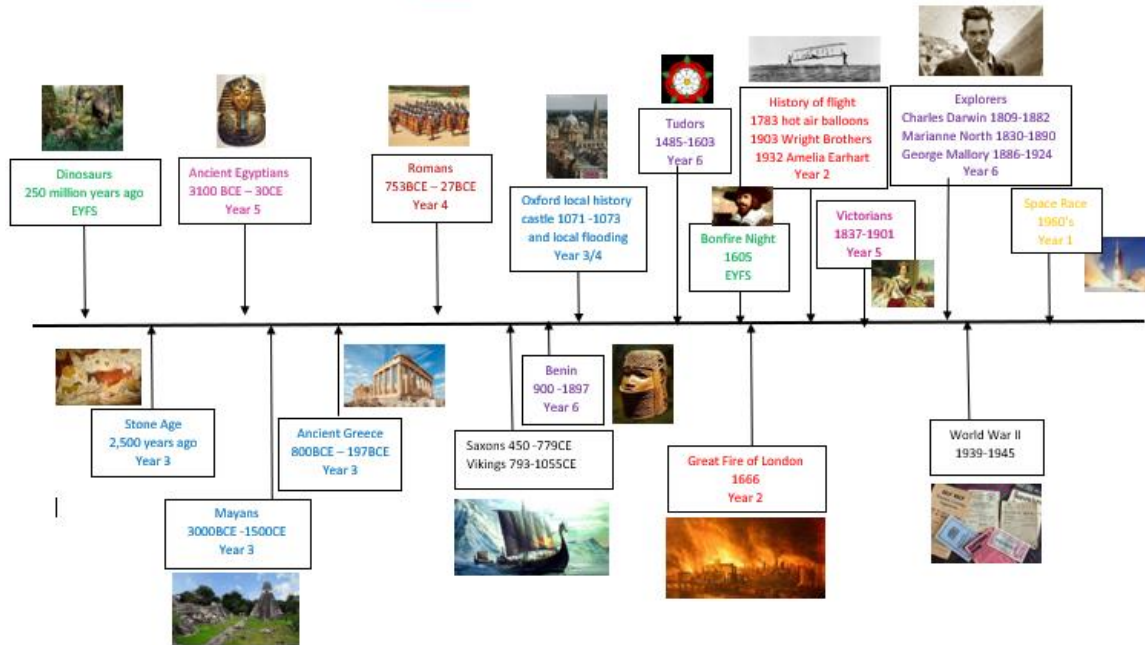 Dinosaurs
250 million years ago
EYFS
Ancient Egyptians
3100 BCE – 30CE
Year 5
Romans
753BCE – 27BCE
Year 4
Oxford local history
castle 1071 -1073
and local flooding
Year 3/4
Tudors
1485-1603
Year 6
Bonfire Night
1605
EYFS
History of flight
1783 hot air balloons
1903 Wright Brothers
1932 Amelia Earhart
Year 2
Victorians
1837-1901
Year 5
Explorers
Charles Darwin 1809-1882
Marianne North 1830-1890
George Mallory 1886-1924
Year 6
Space Race
1960's
Year 1
Stone Age
2,500 years ago
Year 3
Mayans
3000BCE -1500CE
Year 3
Ancient Greece
800BCE – 197BCE
Year 3
Saxons 450 -779CE
Vikings 793-1055CE
Benin
900 -1897
Year 6
Great Fire of London
1666
Year 2
World War II
1939-1945